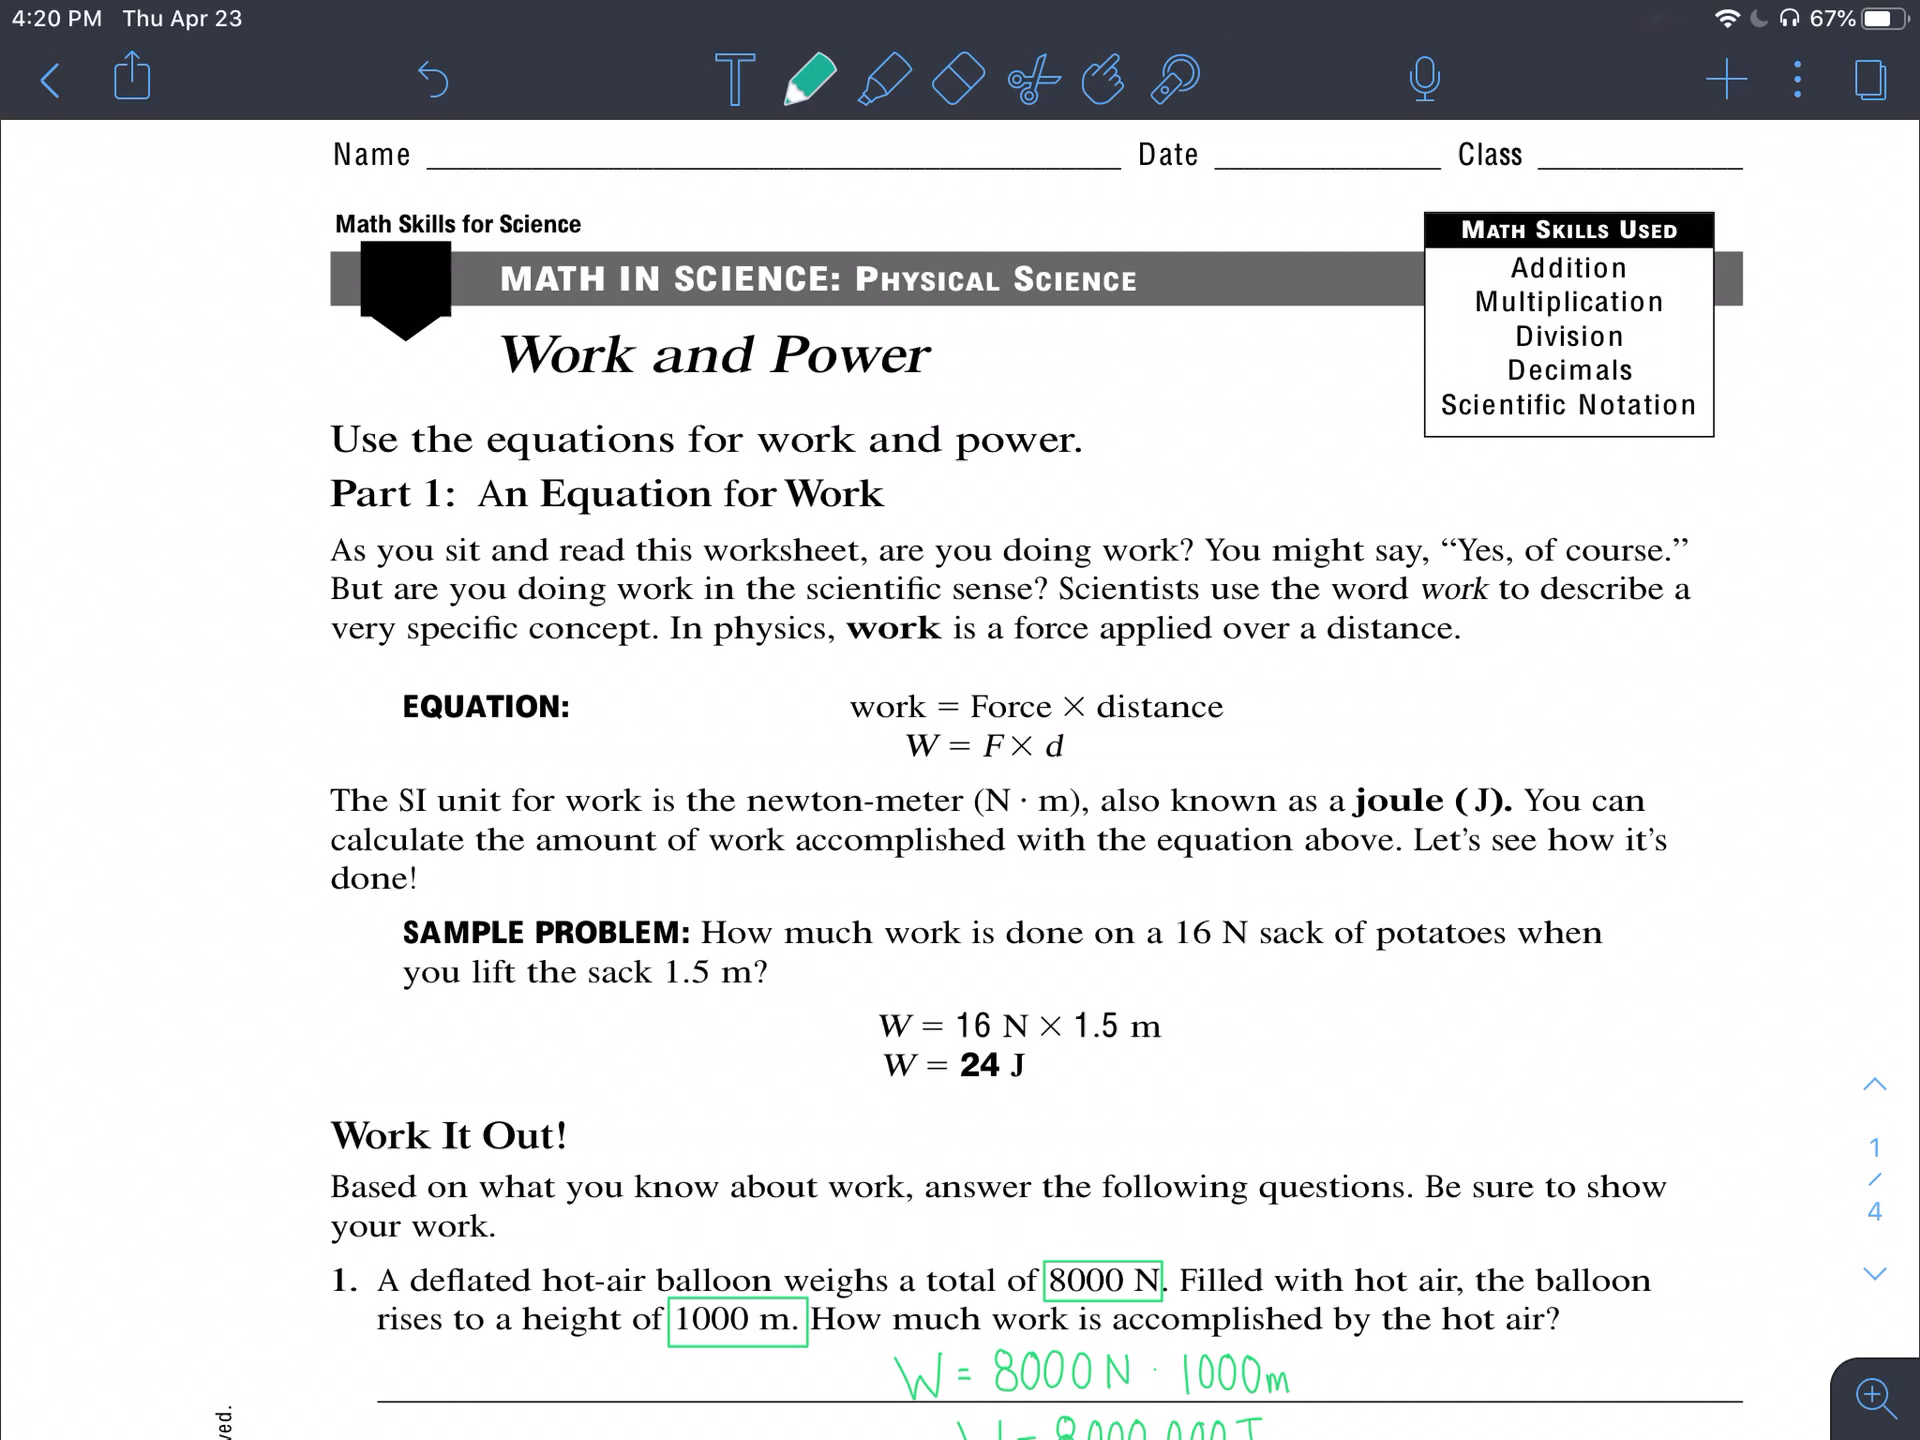 4:20 PM Thu Apr 23
67%
Name Date Class
Math Skills for Science
MATH SKILLS USED
Addition
Multiplication
Division
Decimals
Scientific Notation
MATH IN SCIENCE: PHYSICAL SCIENCE
Work and Power
Use the equations for work and power.
Part 1: An Equation for Work
As you sit and read this worksheet, are you doing work? You might say, “Yes, of course.”
But are you doing work in the scientific sense? Scientists use the word work to describe a
very specific concept. In physics, work is a force applied over a distance.
EQUATION: work = Force × distance
W = F × d
The SI unit for work is the newton-meter (N · m), also known as a joule (J). You can
calculate the amount of work accomplished with the equation above. Let’s see how it’s
done!
SAMPLE PROBLEM: How much work is done on a 16 N sack of potatoes when
you lift the sack 1.5 m?
W = 16 N × 1.5 m
W = 24 J
Work It Out!
Based on what you know about work, answer the following questions. Be sure to show
your work.
1. A deflated hot-air balloon weighs a total of 8000 N. Filled with hot air, the balloon
rises to a height of 1000 m. How much work is accomplished by the hot air?
W = 8000 N · 1000 m
W = 8000 000 J
1
/
4